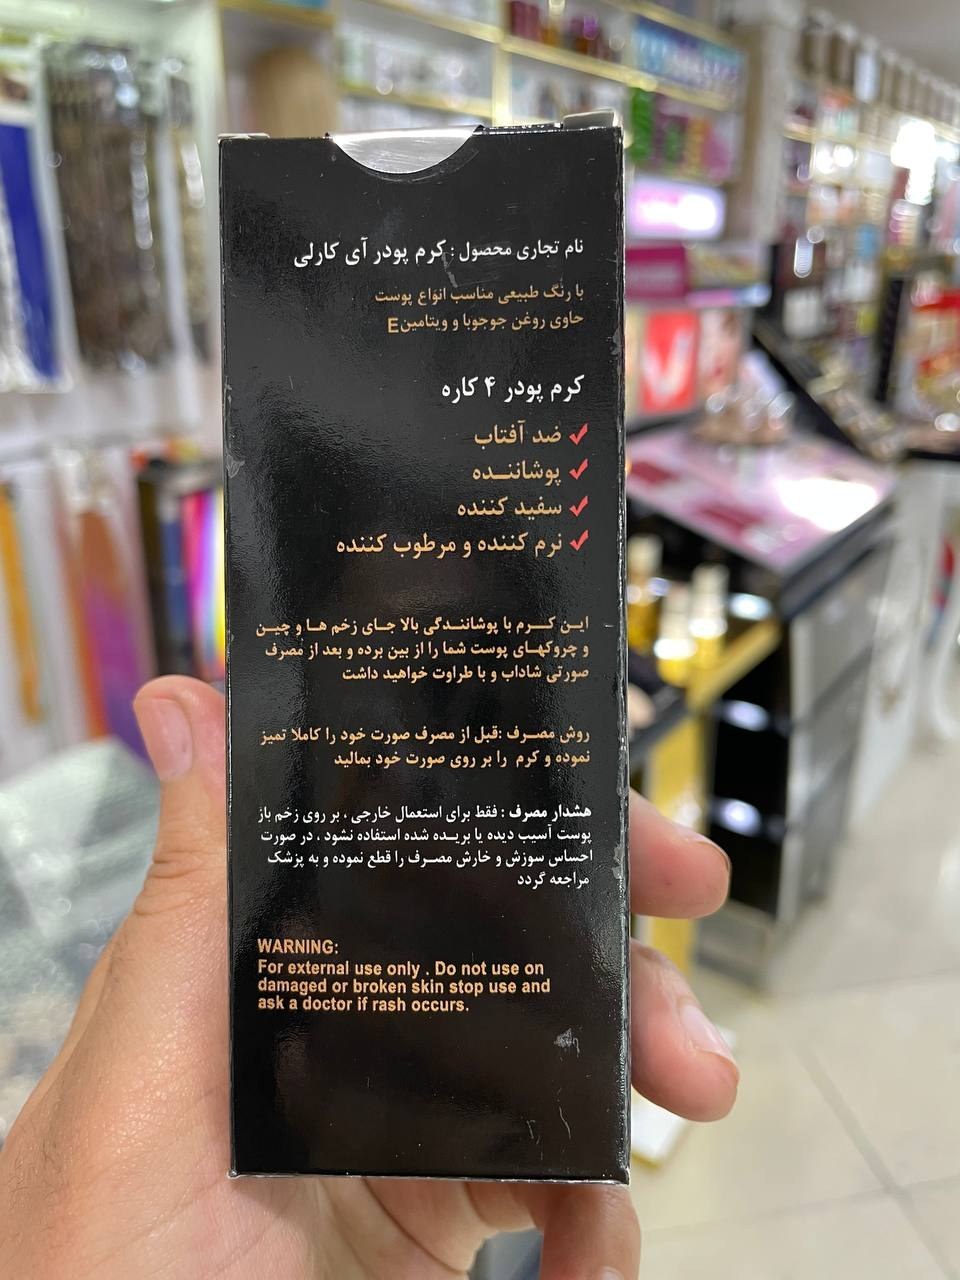 نام تجاری محصول : کرم پودر آی کارلی
با رنگ طبیعی مناسب انواع پوست
حاوی روغن جوجوبا و ویتامین E
کرم پودر ۴ کاره
ضد آفتاب
پوشاننده
سفید کننده
نرم کننده و مرطوب کننده
این کرم با پوشانندگی بالا جای زخم ها و چین
و چروکهای پوست شما را از بین برده و بعد از مصرف
صورتی شاداب و با طراوت خواهید داشت
روش مصرف :قبل از مصرف صورت خود را کاملا تمیز
نموده و کرم را بر روی صورت خود بمالید
هشدار مصرف : فقط برای استعمال خارجی ، بر روی زخم باز
پوست آسیب دیده یا بریده شده استفاده نشود . در صورت
احساس سوزش و خارش مصرف را قطع نموده و به پزشک
مراجعه گردد
WARNING:
For external use only . Do not use on
damaged or broken skin stop use and
ask a doctor if rash occurs.